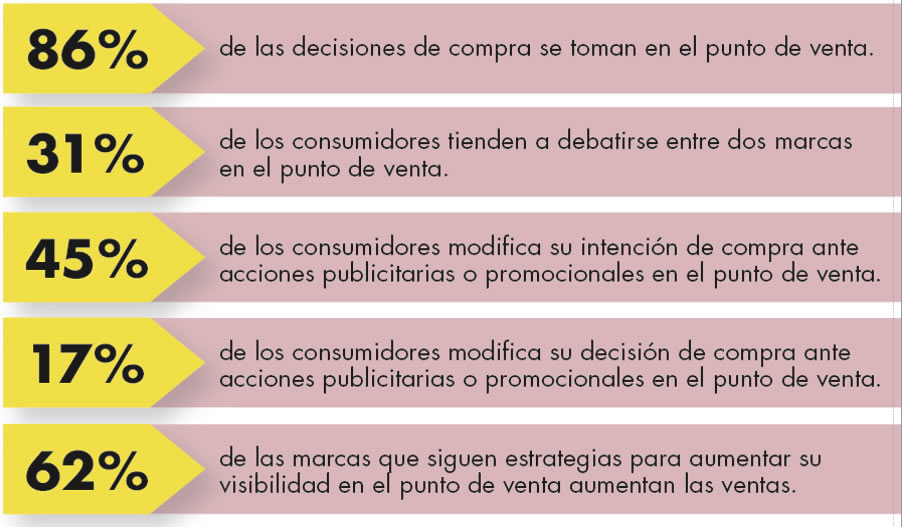 86%
de las decisiones de compra se toman en el punto de venta.
31%
de los consumidores tienden a debatirse entre dos marcas
en el punto de venta.
45%
de los consumidores modifica su intención de compra ante
acciones publicitarias o promocionales en el punto de venta.
17%
de los consumidores modifica su decisión de compra ante
acciones publicitarias o promocionales en el punto de venta.
62%
de las marcas que siguen estrategias para aumentar su
visibilidad en el punto de venta aumentan las ventas.